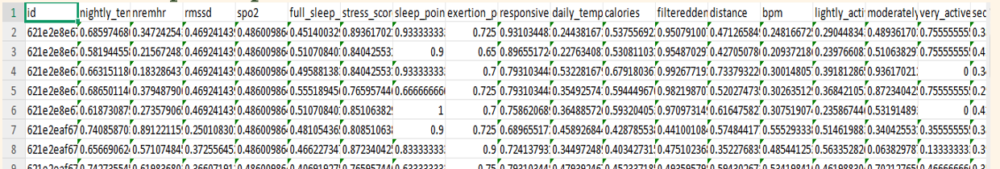 1 id nightly_ten nremhr rmssd spo2 full_sleep_ stress_scor sleep_poin exertion_p responsive daily_temp calories filteredden distance bpm lightly_acti moderately very_active sec
2 621e2e8e67 0.68597468 0.34724254 0.46924143 0.48600986 0.45140032 0.89361702 0.93333333 0.725 0.93103448 0.24438167 0.53755692 0.95079100 0.47126584 0.24816672 0.29044834 0.48936170 0.75555555 0.3
3 621e2e8e67 0.58194455 0.21567248 0.46924143 0.48600986 0.51070840 0.84042553 0.9 0.65 0.89655172 0.22763408 0.53081103 0.95487029 0.42705078 0.20937218 0.23976608 0.51063829 0.75555555 0.4
4 621e2e8e67 0.66315118 0.18328643 0.46924143 0.48600986 0.49588138 0.84042553 0.93333333 0.7 0.79310344 0.53228167 0.67918036 0.99267719 0.73379332 0.30014805 0.39181286 0.93617021 0 0.3
5 621e2e8e67 0.68650114 0.37948790 0.46924143 0.48600986 0.55518945 0.76595744 0.66666666 0.725 0.79310344 0.35492574 0.59444967 0.98219870 0.52027473 0.30263512 0.36842105 0.87234042 0.75555555 0.2
6 621e2e8e67 0.61873087 0.27357906 0.46924143 0.48600986 0.51070840 0.85106382 1 0.7 0.75862068 0.36488572 0.59320405 0.97097314 0.61647582 0.30751907 0.23586744 0.53191489 0 0.4
7 621e2eaf67 0.74085870 0.89122115 0.25010830 0.48600986 0.48105436 0.80851063 0.9 0.725 0.68965517 0.45892684 0.42878553 0.44100108 0.57484417 0.55529333 0.51461988 0.34042553 0.35555555 0.3
8 621e2eaf67 0.65669062 0.57107484 0.37255645 0.48600986 0.46622734 0.87234042 0.83333333 0.9 0.72413793 0.34497248 0.40342731 0.47510236 0.35227683 0.48544125 0.56335282 0.06382978 0.13333333 0.3